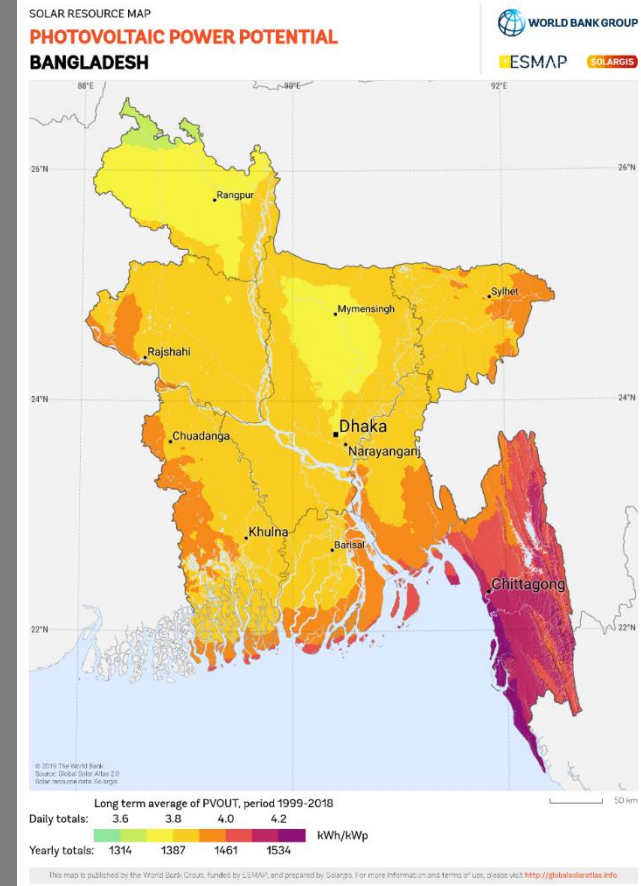 SOLAR RESOURCE MAP
PHOTOVOLTAIC POWER POTENTIAL
BANGLADESH
WORLD BANK GROUP
ESMAP
SOLARGIS
88°E
90°E
92°E
26°N
26°N
Rangpur
Sylhet
Mymensingh
Rajshahi
24°N
24°N
Dhaka
Chuadanga
Narayanganj
Khulna
Barisal
Chittagong
22°N
22°N
© 2019 The World Bank
Source: Global Solar Atlas 2.0
Solar resource data: Solargis
50 km
Long term average of PVOUT, period 1999-2018
Daily totals: 3.6 3.8 4.0 4.2
kWh/kWp
Yearly totals: 1314 1387 1461 1534
This map is published by the World Bank Group, funded by ESMAP, and prepared by Solargis. For more information and terms of use, please visit http://globalsolaratlas.info.